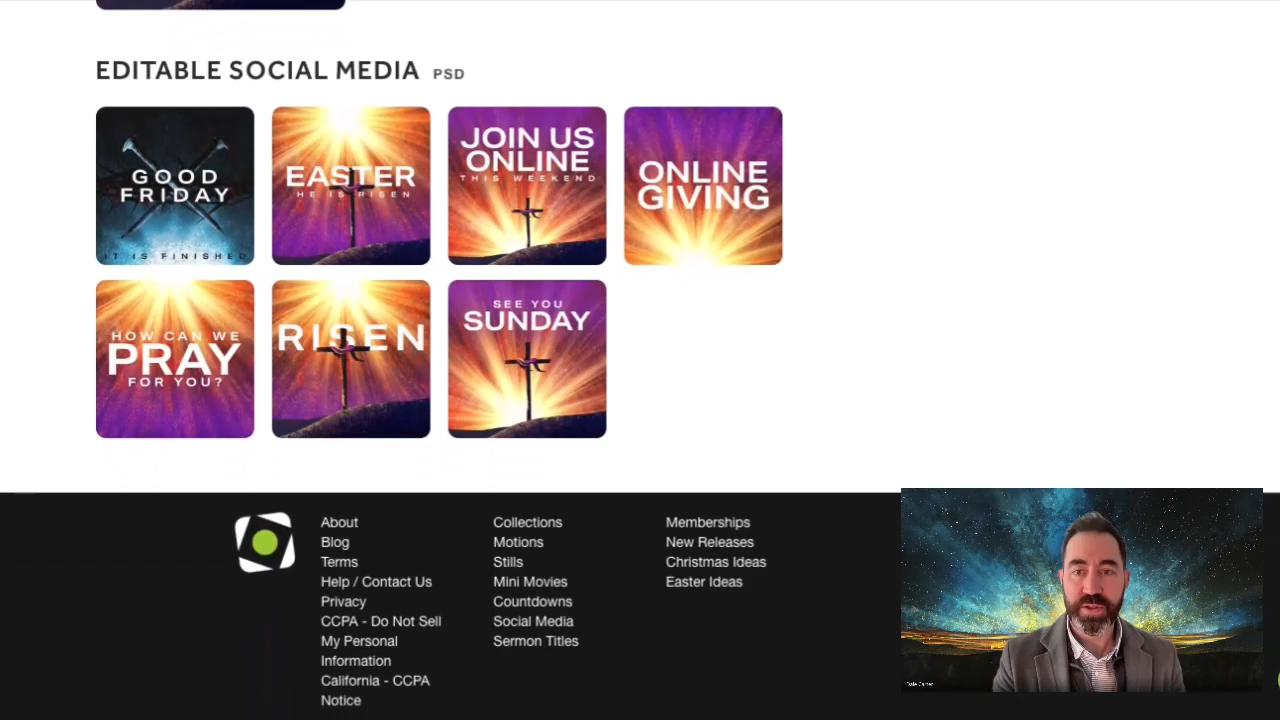 EDITABLE SOCIAL MEDIA PSD
GOOD
FRIDAY
IT IS FINISHED
EASTER
HE IS RISEN
JOIN US
ONLINE
THIS WEEKEND
ONLINE
GIVING
HOW CAN WE
PRAY
FOR YOU?
RISEN
SEE YOU
SUNDAY
About
Blog
Terms
Help / Contact Us
Privacy
CCPA - Do Not Sell
My Personal
Information
California - CCPA
Notice
Collections
Motions
Stills
Mini Movies
Countdowns
Social Media
Sermon Titles
Memberships
New Releases
Christmas Ideas
Easter Ideas
Dale Carter